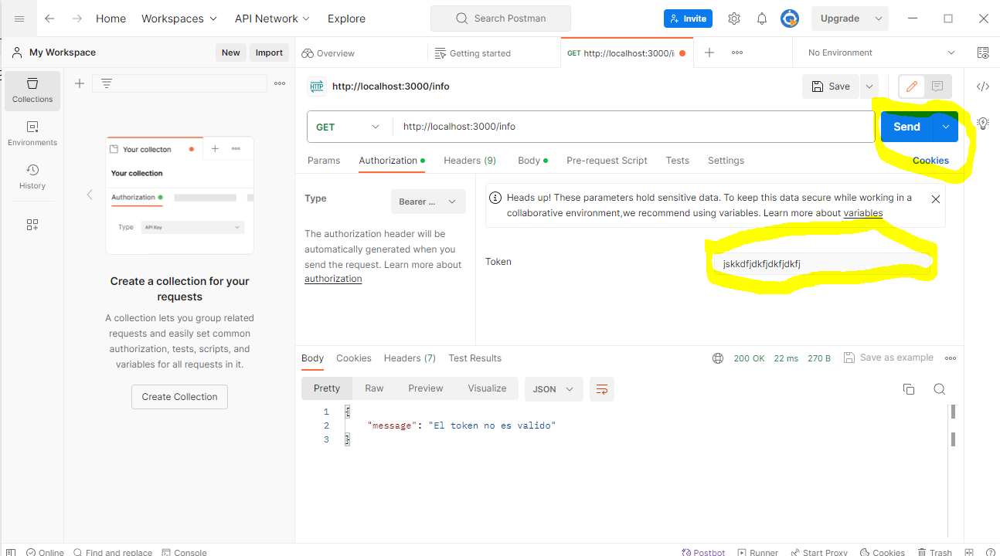 Home Workspaces API Network Explore Search Postman Invite Upgrade
My Workspace New Import Overview Getting started GET http://localhost:3000/i No Environment
Collections
Environments
History
Your collecton
Your collection
Authorization
Type API Key
Create a collection for your
requests
A collection lets you group related
requests and easily set common
authorization, tests, scripts, and
variables for all requests in it.
Create Collection
HTTP http://localhost:3000/info Save
GET http://localhost:3000/info Send
Params Authorization Headers (9) Body Pre-request Script Tests Settings Cookies
Type Bearer ...
The authorization header will be
automatically generated when you
send the request. Learn more about
authorization
Heads up! These parameters hold sensitive data. To keep this data secure while working in a
collaborative environment,we recommend using variables. Learn more about variables
Token jskkdfjdkfjdkfjdkfj
Body Cookies Headers (7) Test Results 200 OK 22 ms 270 B Save as example
Pretty Raw Preview Visualize JSON
1 {
2 "message": "El token no es valido"
3 }
Online Find and replace Console Postbot Runner Start Proxy Cookies Trash